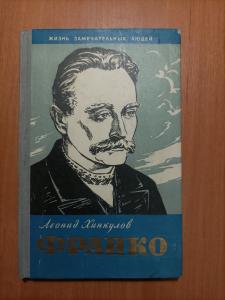 ЖИЗНЬ ЗАМЕЧАТЕЛЬНЫХ ЛЮДЕЙ
Леонид Хинкулов
ФРАНКО